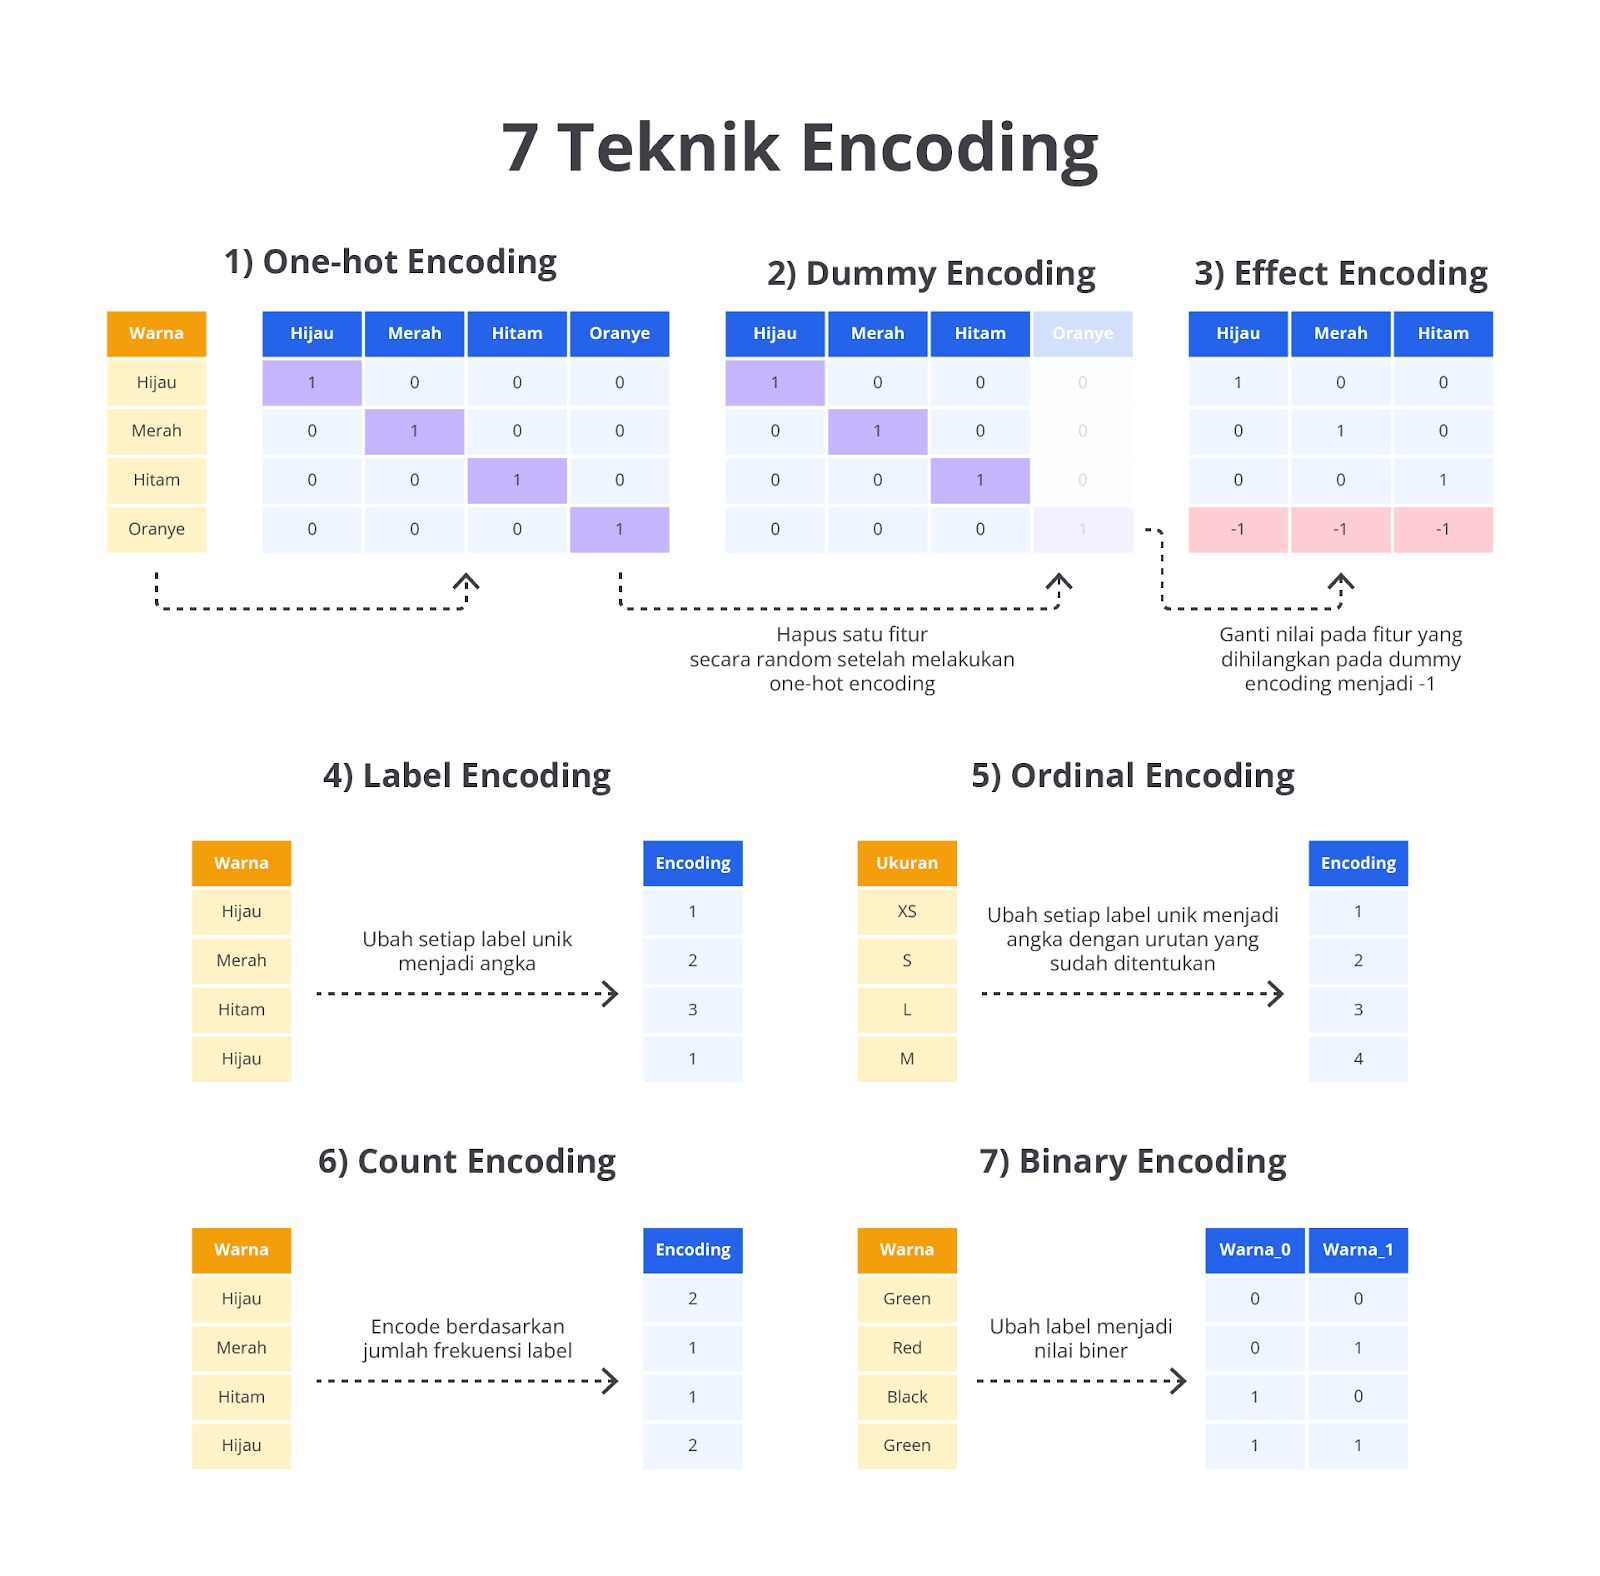 7 Teknik Encoding
1) One-hot Encoding
Warna
Hijau Merah Hitam Oranye
Hijau 1 0 0 0
Merah 0 1 0 0
Hitam 0 0 1 0
Oranye 0 0 0 1
2) Dummy Encoding
Hijau Merah Hitam Oranye
1 0 0 0
0 1 0 0
0 0 1 0
0 0 0 1
Hapus satu fitur
secara random setelah melakukan
one-hot encoding
3) Effect Encoding
Hijau Merah Hitam
1 0 0
0 1 0
0 0 1
-1 -1 -1
Ganti nilai pada fitur yang
dihilangkan pada dummy
encoding menjadi -1
4) Label Encoding
Warna Encoding
Hijau 1
Merah 2
Hitam 3
Hijau 1
Ubah setiap label unik
menjadi angka
5) Ordinal Encoding
Ukuran Encoding
XS 1
S 2
L 3
M 4
Ubah setiap label unik menjadi
angka dengan urutan yang
sudah ditentukan
6) Count Encoding
Warna Encoding
Hijau 2
Merah 1
Hitam 1
Hijau 2
Encode berdasarkan
jumlah frekuensi label
7) Binary Encoding
Warna Warna_0 Warna_1
Green 0 0
Red 0 1
Black 1 0
Green 1 1
Ubah label menjadi
nilai biner